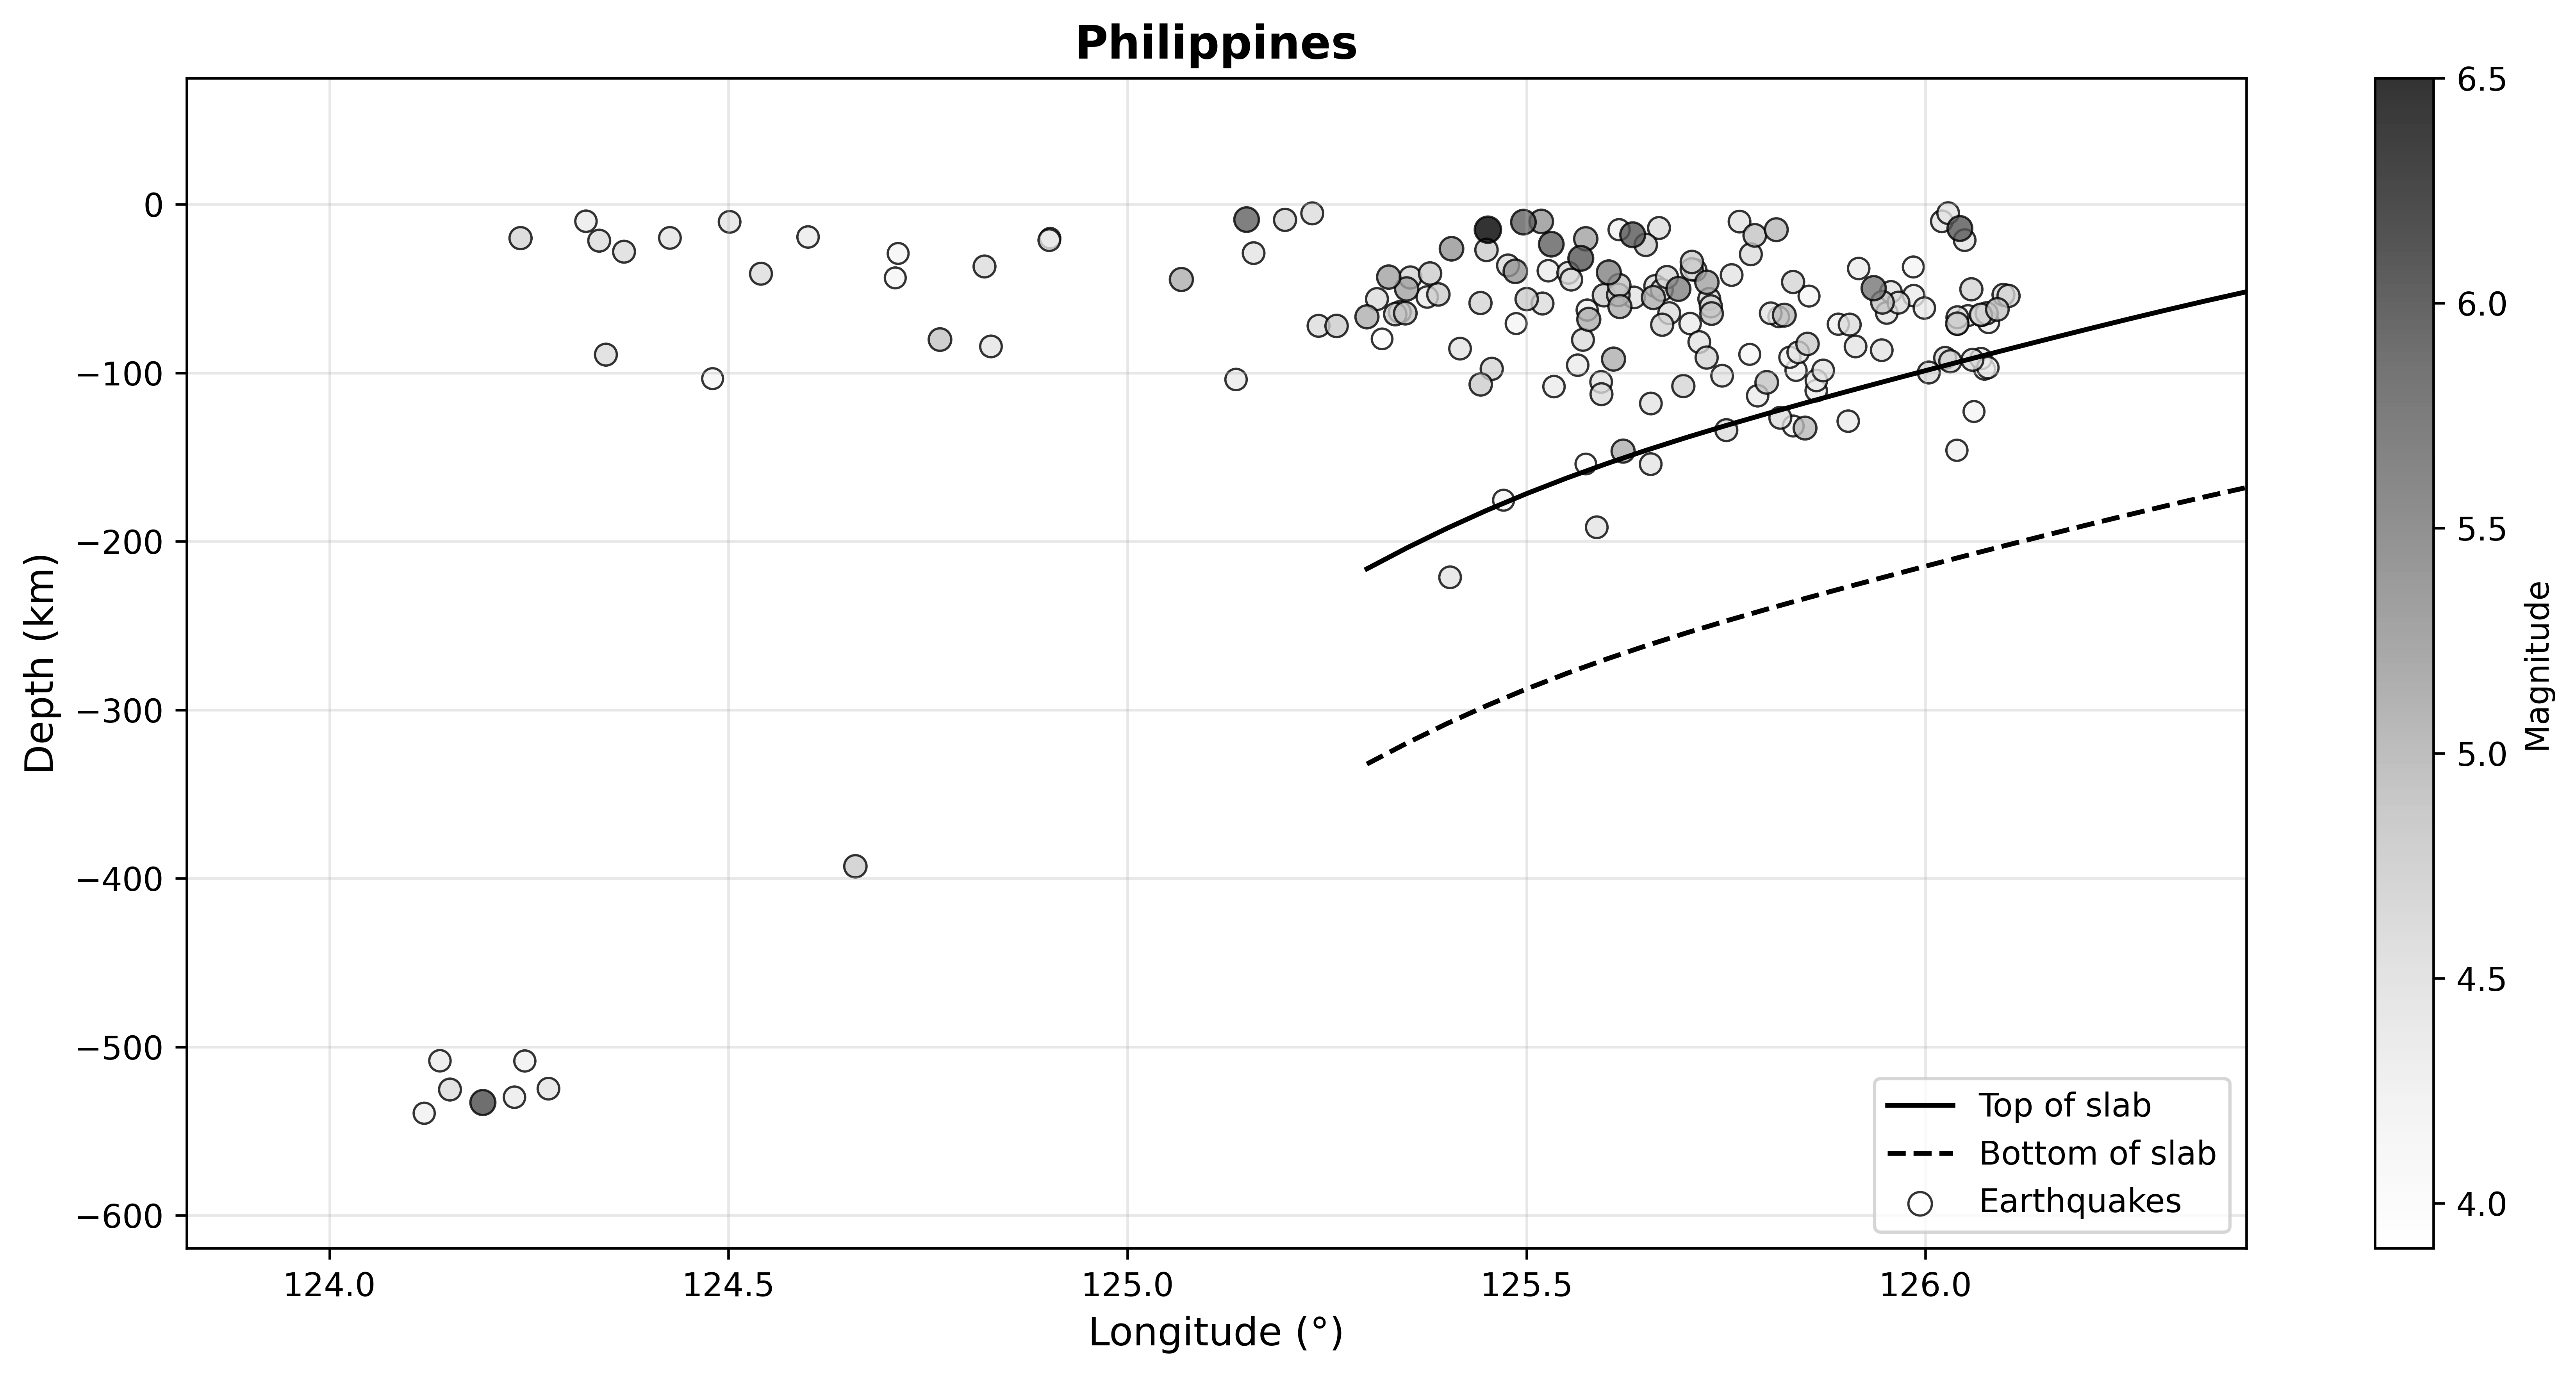 Philippines
0
−100
−200
−300
−400
−500
−600
Depth (km)
124.0 124.5 125.0 125.5 126.0
Longitude (°)
Top of slab
Bottom of slab
Earthquakes
6.5
6.0
5.5
5.0
4.5
4.0
Magnitude